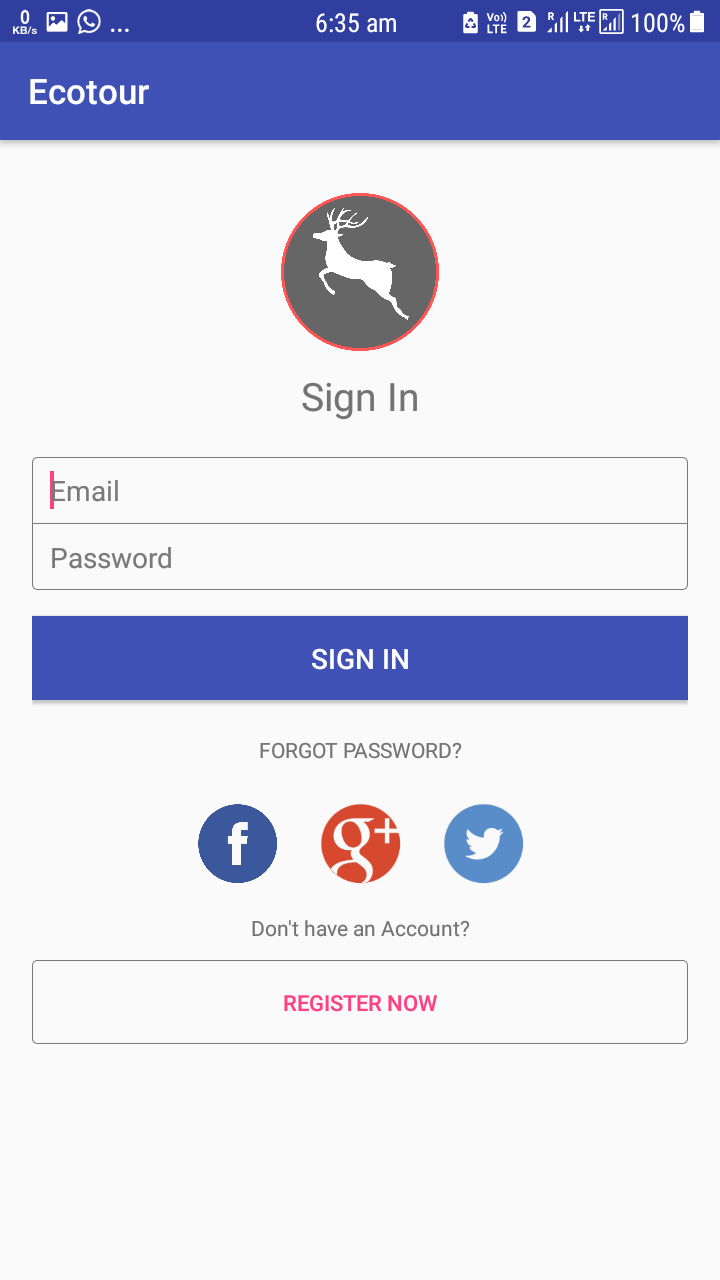 0
KB/s
...
6:35 am
Vo))
LTE
2
R
LTE
R
100%
Ecotour
Sign In
Email
Password
SIGN IN
FORGOT PASSWORD?
f
g+
Don't have an Account?
REGISTER NOW